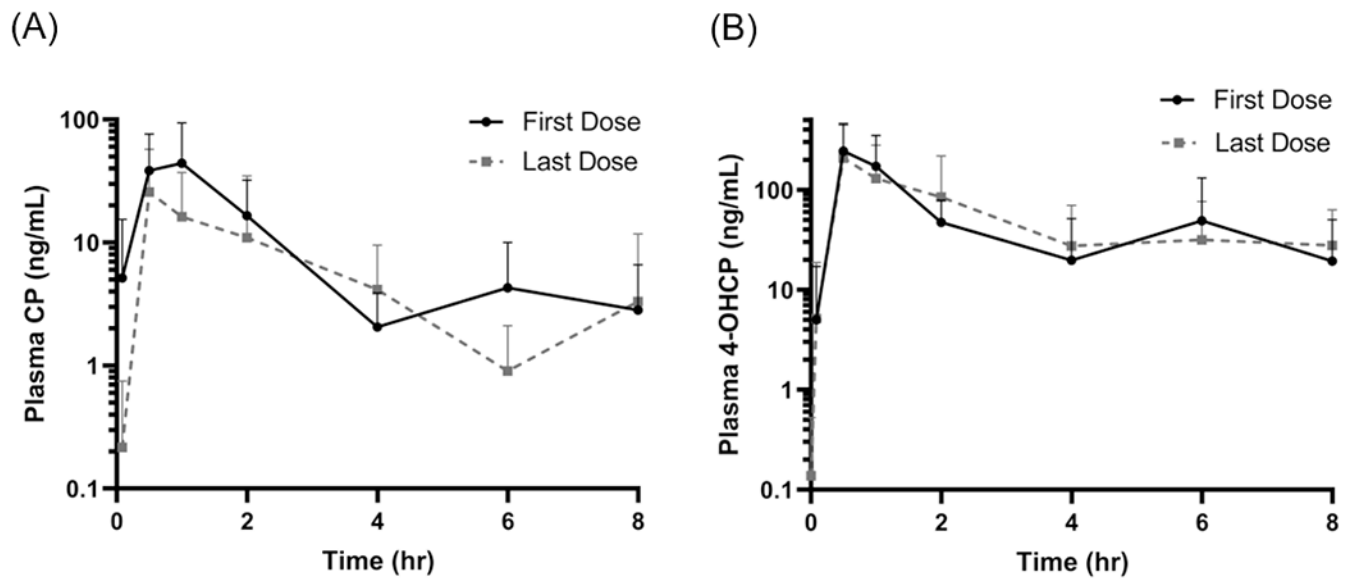 (A)
First Dose
Last Dose
Plasma CP (ng/mL)
100
10
1
0.1
0 2 4 6 8
Time (hr)
(B)
First Dose
Last Dose
Plasma 4-OHCP (ng/mL)
100
10
1
0.1
0 2 4 6 8
Time (hr)